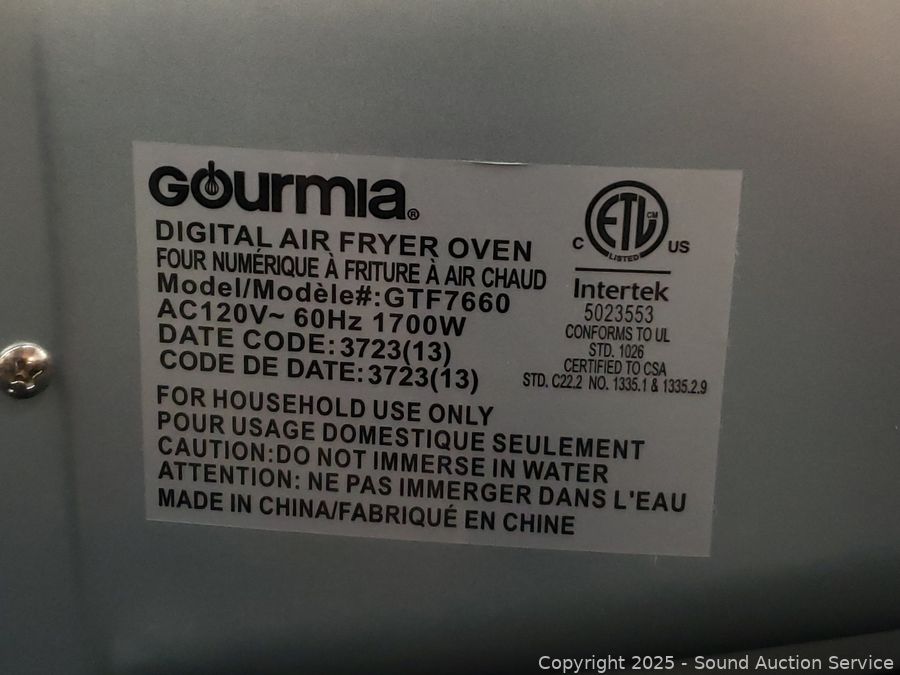 Gourmia®
DIGITAL AIR FRYER OVEN
FOUR NUMÉRIQUE À FRITURE À AIR CHAUD
Model/Modèle#:GTF7660
AC120V~ 60Hz 1700W
DATE CODE:3723(13)
CODE DE DATE:3723(13)
FOR HOUSEHOLD USE ONLY
POUR USAGE DOMESTIQUE SEULEMENT
CAUTION:DO NOT IMMERSE IN WATER
ATTENTION: NE PAS IMMERGER DANS L'EAU
MADE IN CHINA/FABRIQUÉ EN CHINE
ETL CM
LISTED
C US
Intertek
5023553
CONFORMS TO UL
STD. 1026
CERTIFIED TO CSA
STD. C22.2 NO. 1335.1 & 1335.2.9
Copyright 2025 - Sound Auction Service